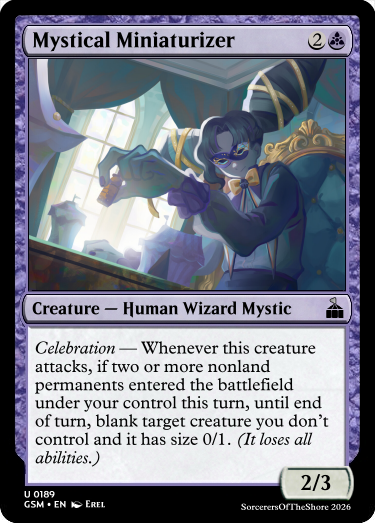 Mystical Miniaturizer
2
Creature — Human Wizard Mystic
Celebration — Whenever this creature
attacks, if two or more nonland
permanents entered the battlefield
under your control this turn, until end
of turn, blank target creature you don't
control and it has size 0/1. (It loses all
abilities.)
2/3
U 0189
GSM • EN EREL
SorcerersOfTheShore 2026